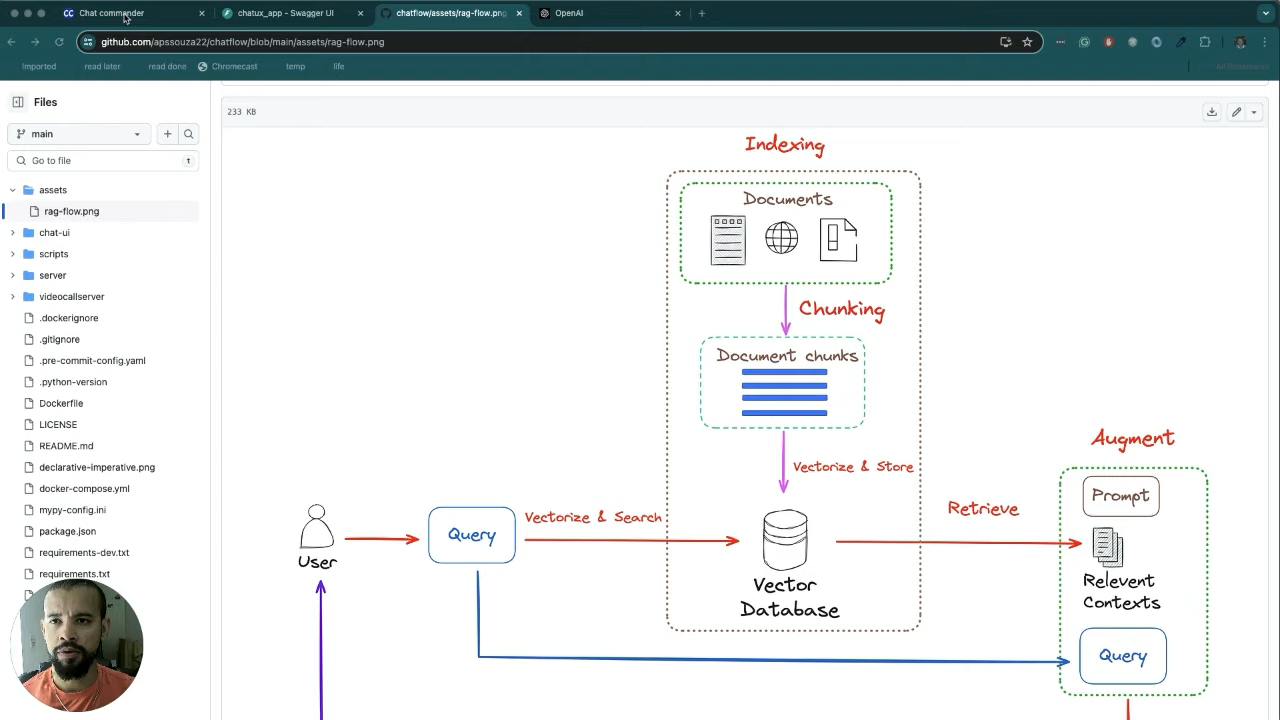 Chat commander
chatux_app - Swagger UI
chatflow/assets/rag-flow.png
OpenAI
github.com/apssouza22/chatflow/blob/main/assets/rag-flow.png
Imported
read later
read done
Chromecast
temp
life
All Bookmarks
Files
main
Go to file
t
assets
rag-flow.png
chat-ui
scripts
server
videocallserver
.dockerignore
.gitignore
.pre-commit-config.yaml
.python-version
Dockerfile
LICENSE
README.md
declarative-imperative.png
docker-compose.yml
mypy-config.ini
package.json
requirements-dev.txt
requirements.txt
233 KB
Indexing
Documents
Chunking
Document chunks
Vectorize & Store
Augment
Prompt
User
Query
Vectorize & Search
Vector
Database
Retrieve
Relevent
Contexts
Query